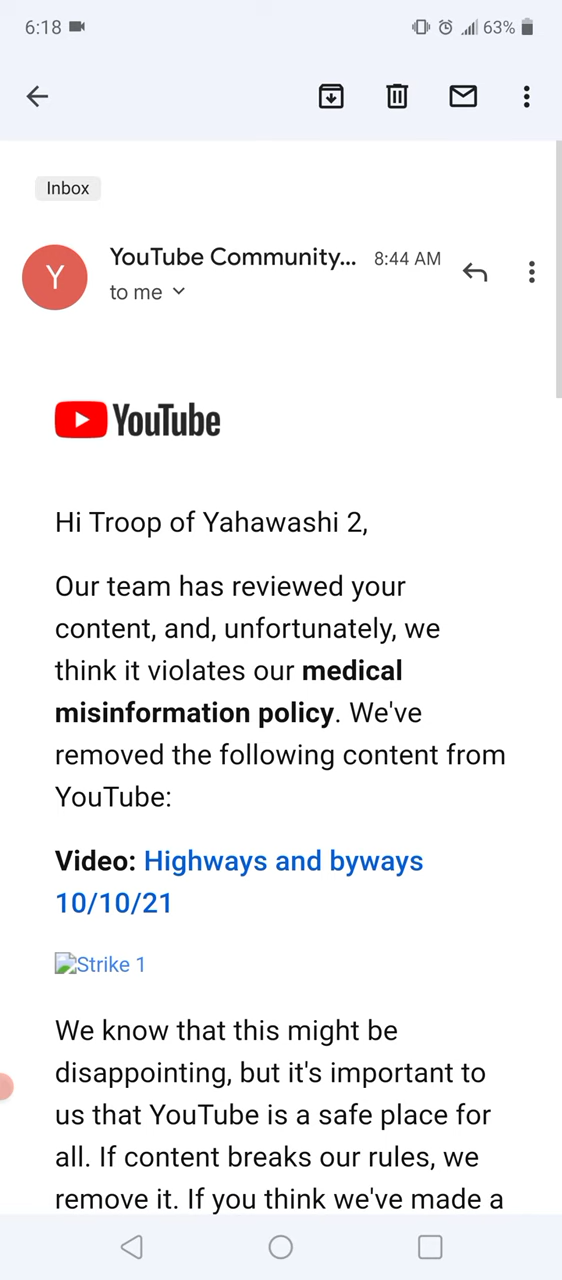 6:18
63%
Inbox
Y
YouTube Community... 8:44 AM
to me
YouTube
Hi Troop of Yahawashi 2,
Our team has reviewed your
content, and, unfortunately, we
think it violates our medical
misinformation policy. We've
removed the following content from
YouTube:
Video: Highways and byways
10/10/21
Strike 1
We know that this might be
disappointing, but it's important to
us that YouTube is a safe place for
all. If content breaks our rules, we
remove it. If you think we've made a